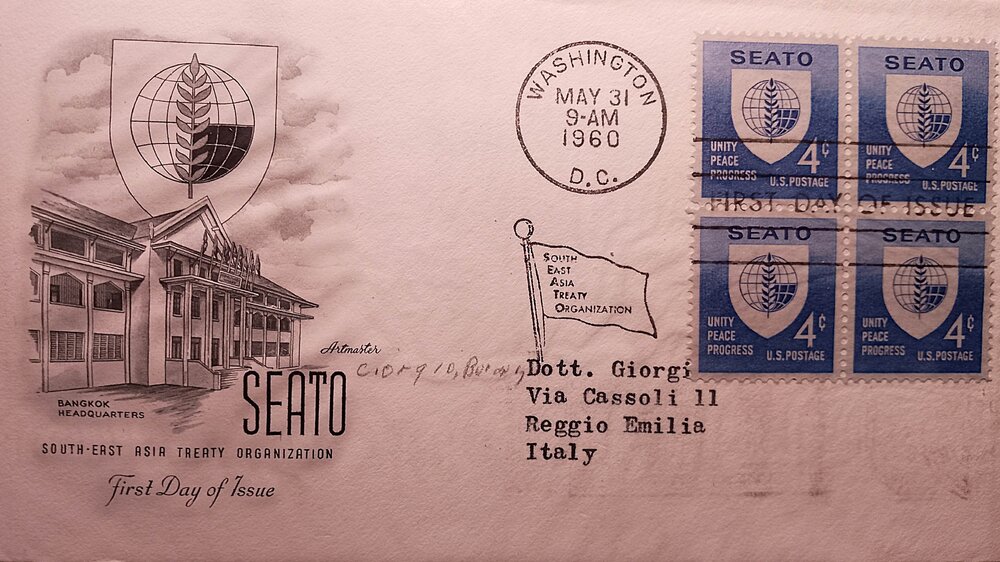 WASHINGTON
MAY 31
9-AM
1960
D.C.
SEATO
UNITY
PEACE
PROGRESS
4¢
U.S. POSTAGE
SEATO
UNITY
PEACE
PROGRESS
4¢
U.S. POSTAGE
FIRST DAY OF ISSUE
SEATO
UNITY
PEACE
PROGRESS
4¢
U.S. POSTAGE
SEATO
UNITY
PEACE
PROGRESS
4¢
U.S. POSTAGE
SOUTH
EAST
ASIA
TREATY
ORGANIZATION
Artmaster
BANGKOK
HEADQUARTERS
SEATO
SOUTH-EAST ASIA TREATY ORGANIZATION
First Day of Issue
Dott. Giorgi
Via Cassoli 11
Reggio Emilia
Italy